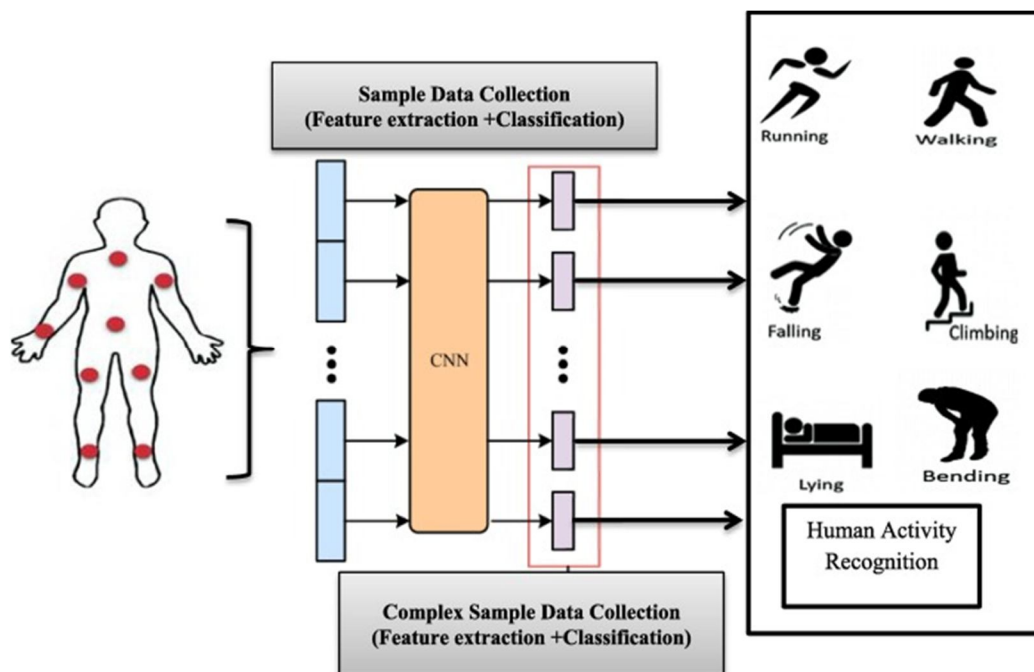 Sample Data Collection
(Feature extraction +Classification)
Running
Walking
Falling
Climbing
CNN
Lying
Bending
Human Activity
Recognition
Complex Sample Data Collection
(Feature extraction +Classification)